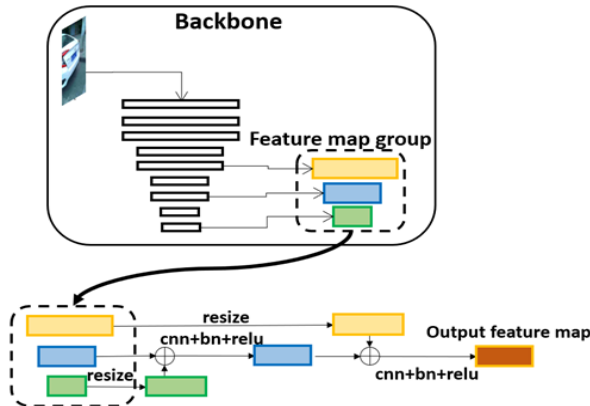 Backbone
Feature map group
resize
cnn+bn+relu
Output feature map
resize
cnn+bn+relu